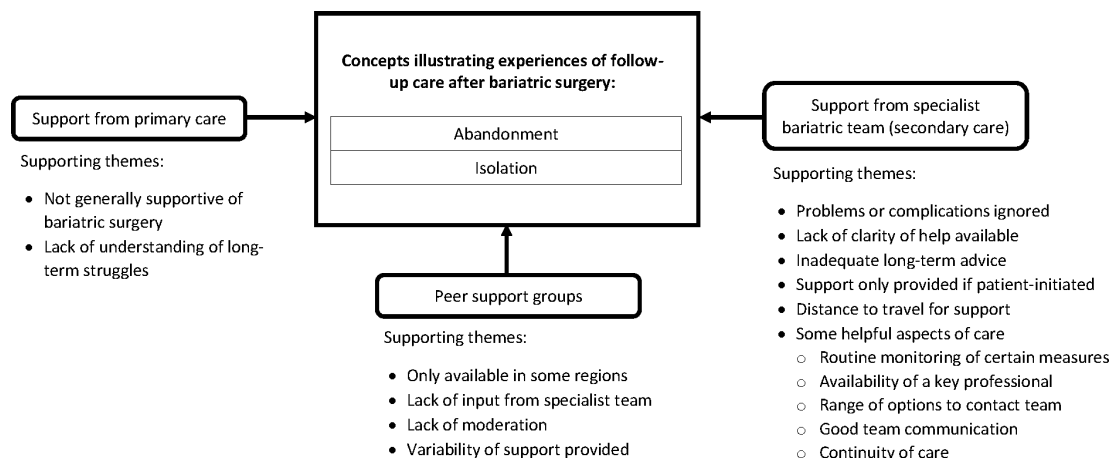 Concepts illustrating experiences of follow-
up care after bariatric surgery:
Abandonment
Isolation
Support from primary care
Supporting themes:
• Not generally supportive of
bariatric surgery
• Lack of understanding of long-
term struggles
Peer support groups
Supporting themes:
• Only available in some regions
• Lack of input from specialist team
• Lack of moderation
• Variability of support provided
Support from specialist
bariatric team (secondary care)
Supporting themes:
• Problems or complications ignored
• Lack of clarity of help available
• Inadequate long-term advice
• Support only provided if patient-initiated
• Distance to travel for support
• Some helpful aspects of care
○ Routine monitoring of certain measures
○ Availability of a key professional
○ Range of options to contact team
○ Good team communication
○ Continuity of care